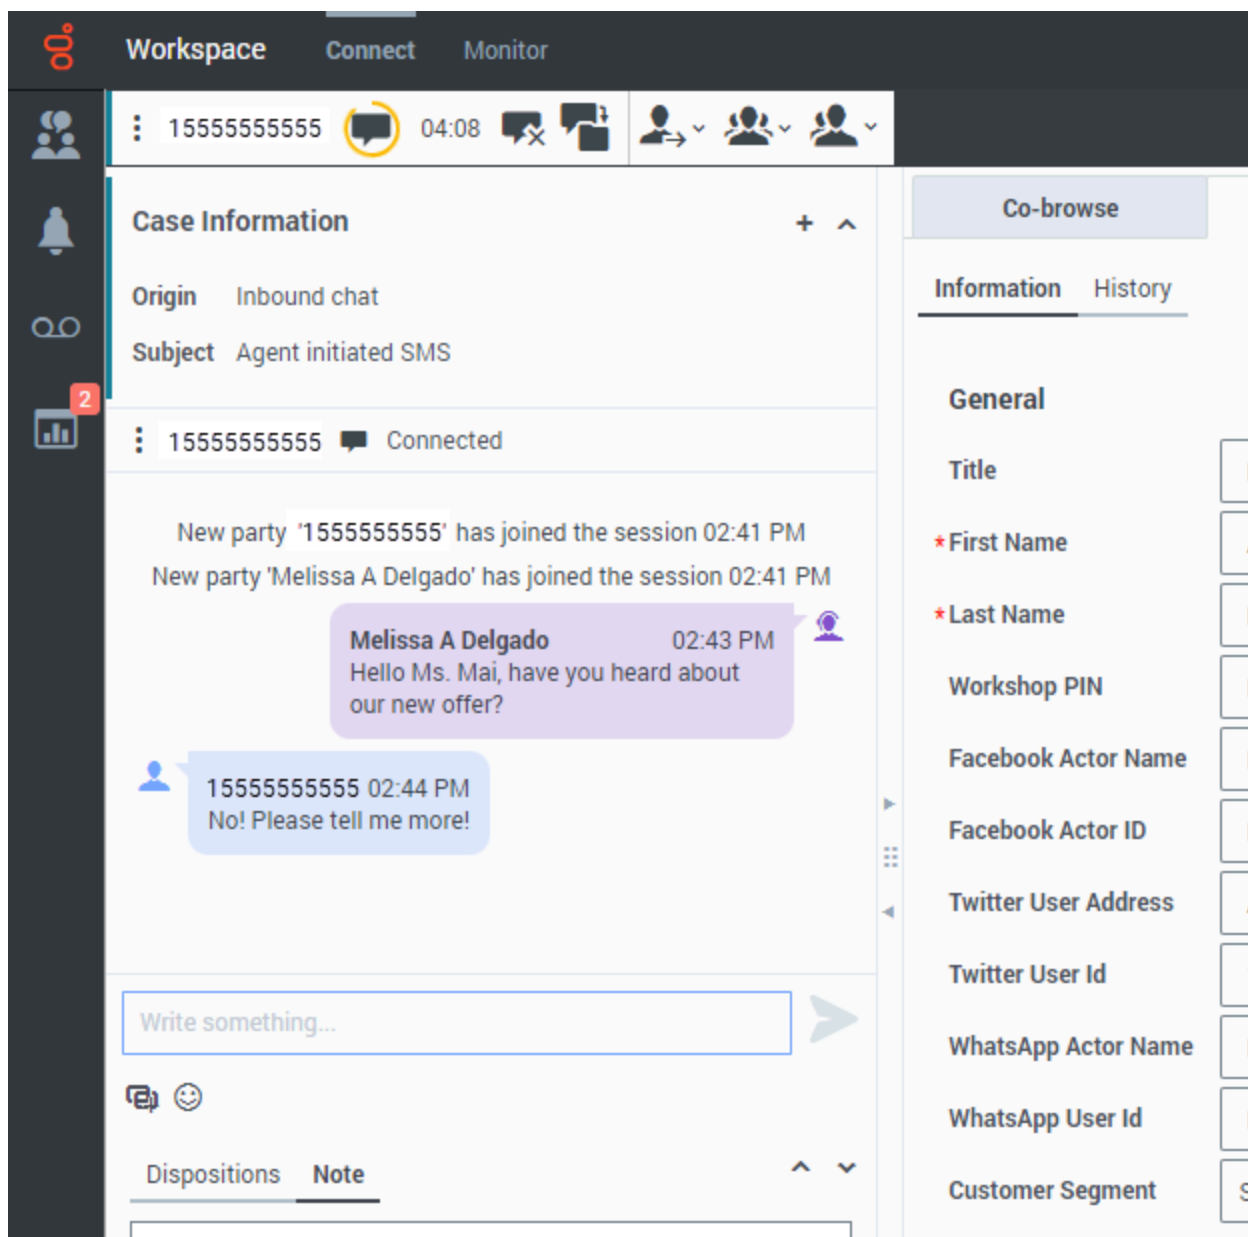 Workspace Connect Monitor
15555555555 04:08
Case Information
Origin Inbound chat
Subject Agent initiated SMS
2
15555555555 Connected
New party '1555555555' has joined the session 02:41 PM
New party 'Melissa A Delgado' has joined the session 02:41 PM
Melissa A Delgado 02:43 PM
Hello Ms. Mai, have you heard about
our new offer?
15555555555 02:44 PM
No! Please tell me more!
Write something...
Dispositions Note
Co-browse
Information History
General
Title
*First Name
*Last Name
Workshop PIN
Facebook Actor Name
Facebook Actor ID
Twitter User Address
Twitter User Id
WhatsApp Actor Name
WhatsApp User Id
Customer Segment